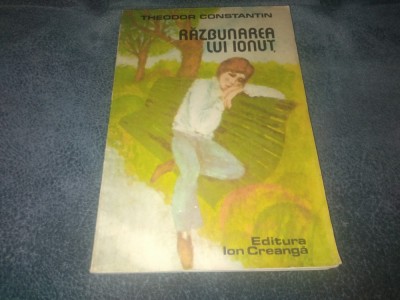 THEODOR CONSTANTIN
RĂZBUNAREA
LUI IONUȚ
Editura
Ion Creangă